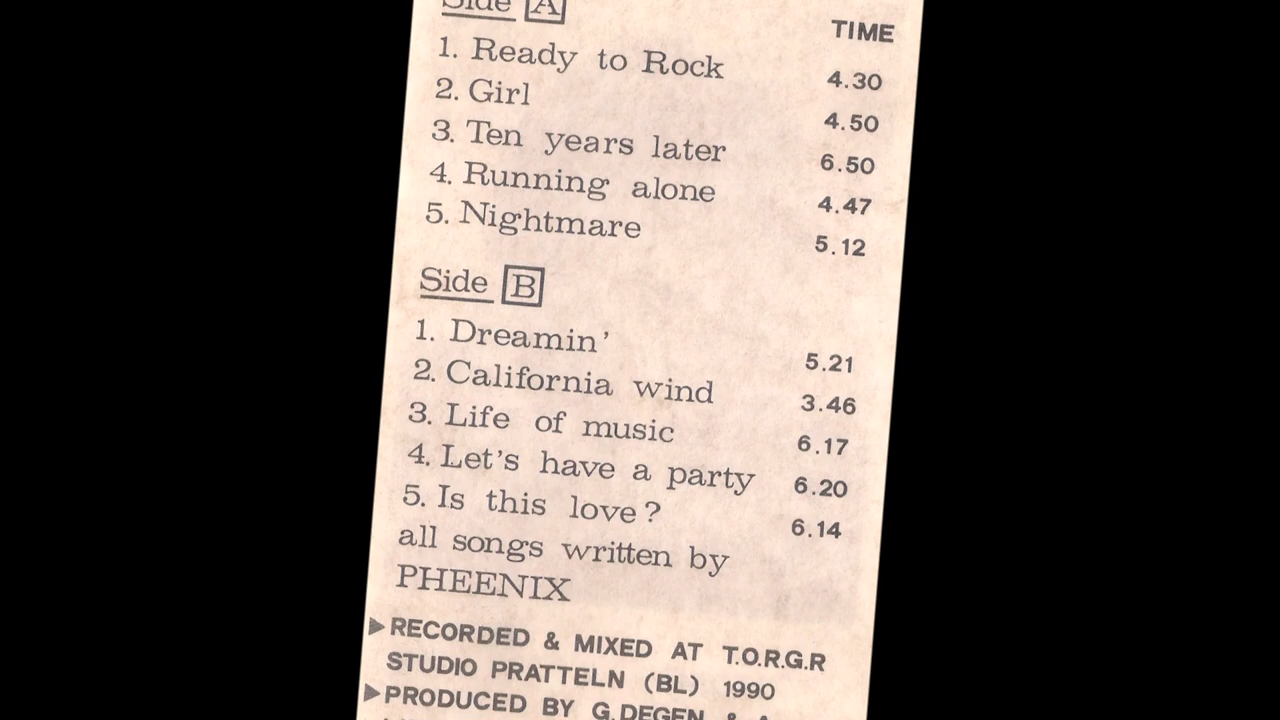 Side A TIME
1. Ready to Rock 4.30
2. Girl 4.50
3. Ten years later 6.50
4. Running alone 4.47
5. Nightmare 5.12
Side B
1. Dreamin' 5.21
2. California wind 3.46
3. Life of music 6.17
4. Let's have a party 6.20
5. Is this love? 6.14
all songs written by
PHEENIX
▶RECORDED & MIXED AT T.O.R.G.R
STUDIO PRATTELN (BL) 1990
▶PRODUCED BY G.DEGEN &